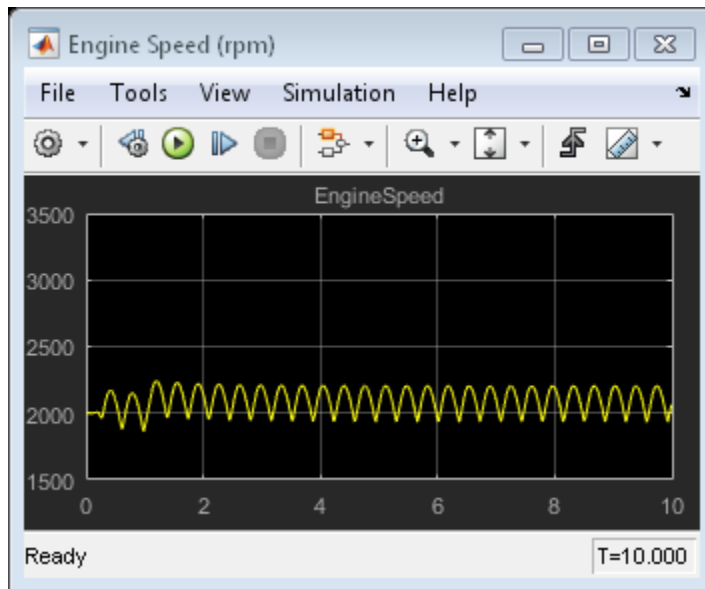 Engine Speed (rpm)
File Tools View Simulation Help
EngineSpeed
3500
3000
2500
2000
1500
0 2 4 6 8 10
Ready T=10.000